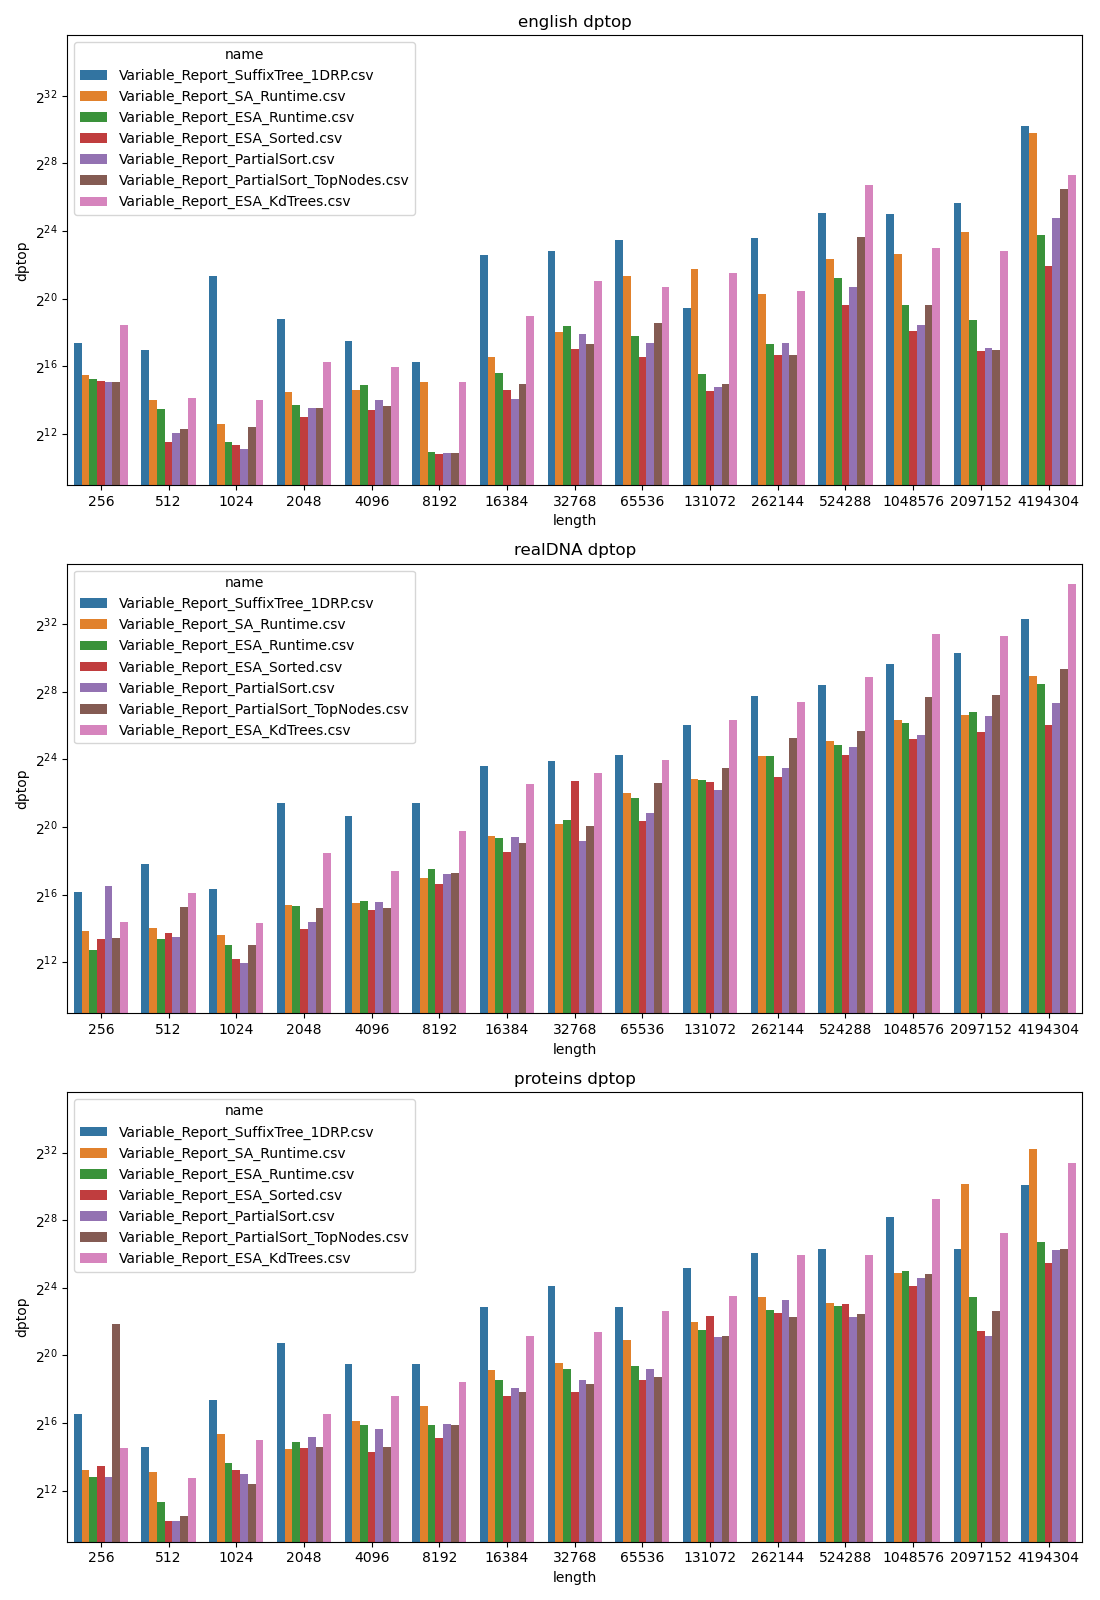 english dptop
name
Variable_Report_SuffixTree_1DRP.csv
Variable_Report_SA_Runtime.csv
Variable_Report_ESA_Runtime.csv
Variable_Report_ESA_Sorted.csv
Variable_Report_PartialSort.csv
Variable_Report_PartialSort_TopNodes.csv
Variable_Report_ESA_KdTrees.csv
dptop
2^32
2^28
2^24
2^20
2^16
2^12
256 512 1024 2048 4096 8192 16384 32768 65536 131072 262144 524288 1048576 2097152 4194304
length
realDNA dptop
name
Variable_Report_SuffixTree_1DRP.csv
Variable_Report_SA_Runtime.csv
Variable_Report_ESA_Runtime.csv
Variable_Report_ESA_Sorted.csv
Variable_Report_PartialSort.csv
Variable_Report_PartialSort_TopNodes.csv
Variable_Report_ESA_KdTrees.csv
dptop
2^32
2^28
2^24
2^20
2^16
2^12
256 512 1024 2048 4096 8192 16384 32768 65536 131072 262144 524288 1048576 2097152 4194304
length
proteins dptop
name
Variable_Report_SuffixTree_1DRP.csv
Variable_Report_SA_Runtime.csv
Variable_Report_ESA_Runtime.csv
Variable_Report_ESA_Sorted.csv
Variable_Report_PartialSort.csv
Variable_Report_PartialSort_TopNodes.csv
Variable_Report_ESA_KdTrees.csv
dptop
2^32
2^28
2^24
2^20
2^16
2^12
256 512 1024 2048 4096 8192 16384 32768 65536 131072 262144 524288 1048576 2097152 4194304
length